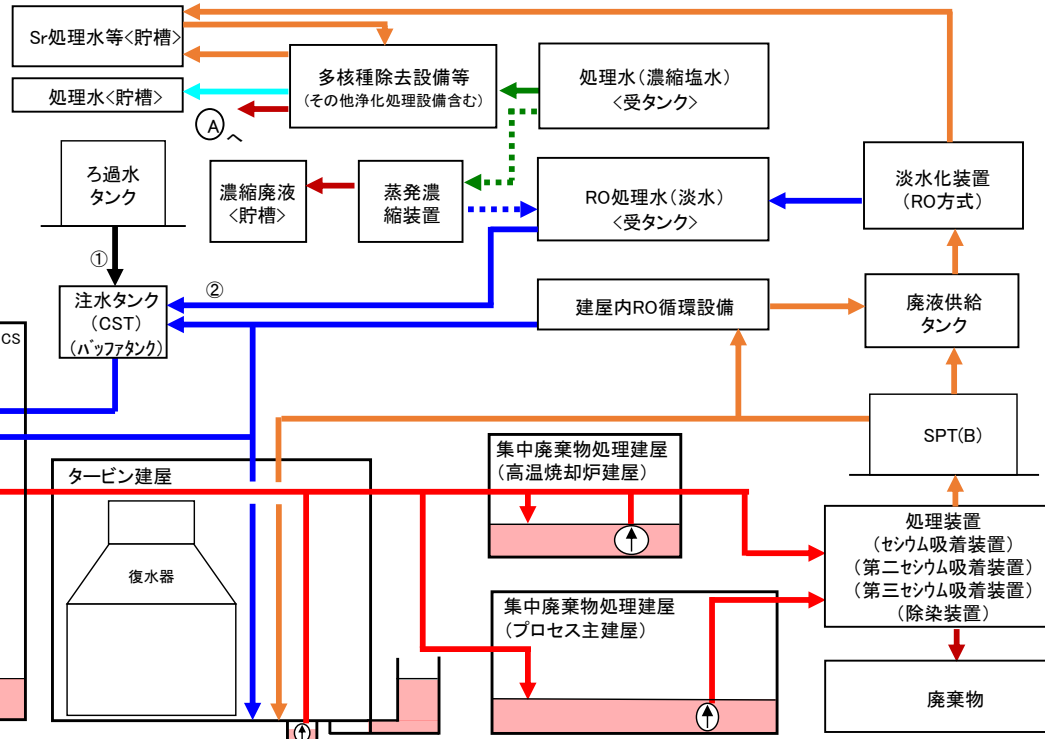 Sr処理水等<貯槽>
処理水<貯槽>
多核種除去設備等
(その他浄化処理設備含む)
処理水(濃縮塩水)
<受タンク>
Aへ
ろ過水
タンク
濃縮廃液
<貯槽>
蒸発濃
縮装置
RO処理水(淡水)
<受タンク>
淡水化装置
(RO方式)
①
②
注水タンク
(CST)
(バッファタンク)
建屋内RO循環設備
廃液供給
タンク
CS
SPT(B)
タービン建屋
復水器
集中廃棄物処理建屋
(高温焼却炉建屋)
集中廃棄物処理建屋
(プロセス主建屋)
処理装置
(セシウム吸着装置)
(第二セシウム吸着装置)
(第三セシウム吸着装置)
(除染装置)
廃棄物